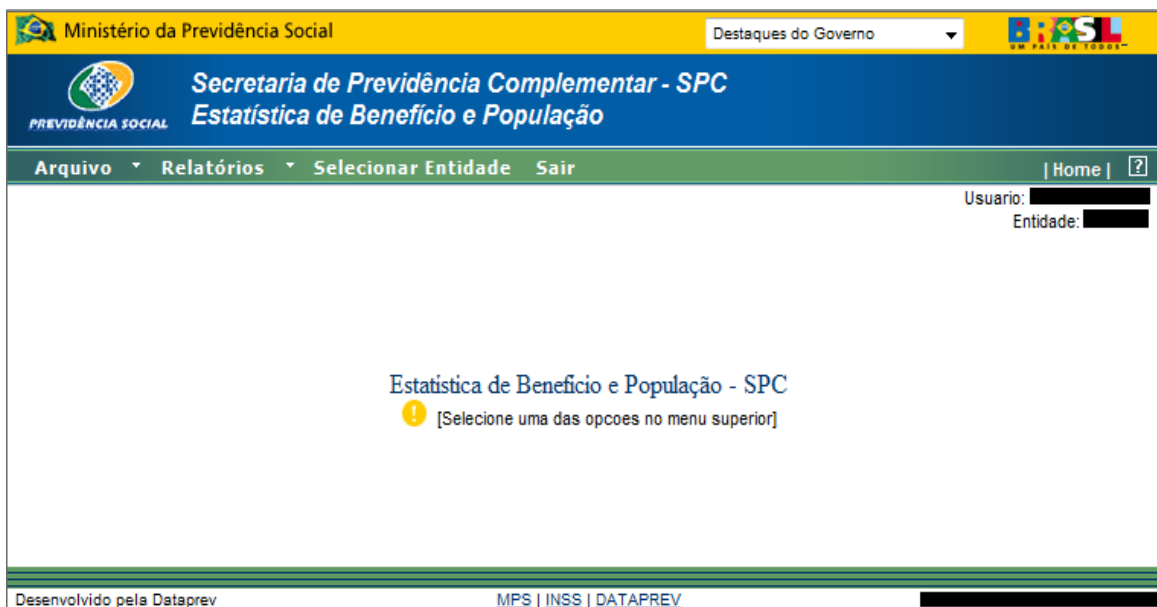 Ministério da Previdência Social
Destaques do Governo
BRASIL
UM PAÍS DE TODOS
PREVIDÊNCIA SOCIAL
Secretaria de Previdência Complementar - SPC
Estatística de Benefício e População
Arquivo Relatórios Selecionar Entidade Sair |Home| ?
Usuario:
Entidade:
Estatística de Benefício e População - SPC
! [Selecione uma das opcoes no menu superior]
Desenvolvido pela Dataprev MPS | INSS | DATAPREV